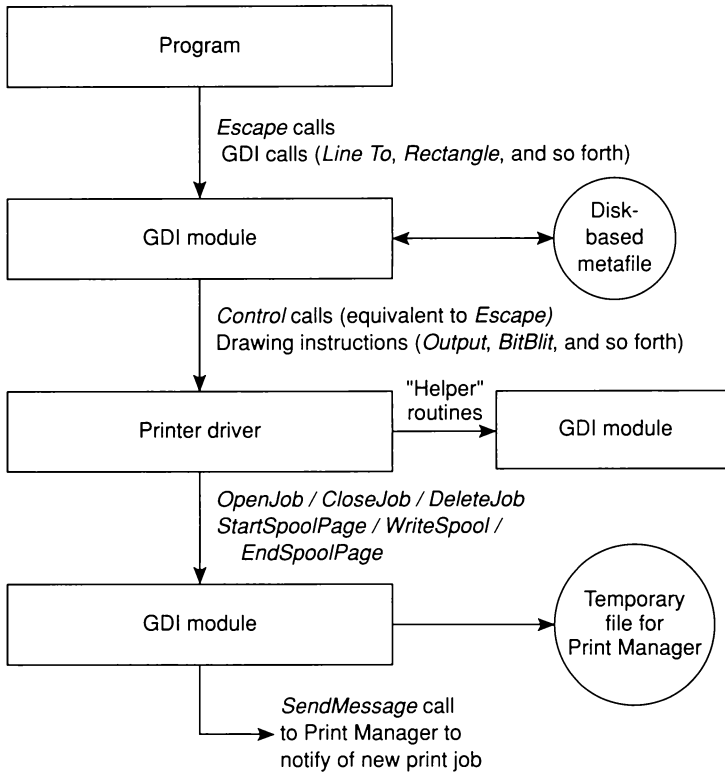 Program
Escape calls
GDI calls (Line To, Rectangle, and so forth)
GDI module
Disk-
based
metafile
Control calls (equivalent to Escape)
Drawing instructions (Output, BitBlit, and so forth)
Printer driver
"Helper"
routines
GDI module
OpenJob / CloseJob / DeleteJob
StartSpoolPage / WriteSpool /
EndSpoolPage
GDI module
Temporary
file for
Print Manager
SendMessage call
to Print Manager to
notify of new print job